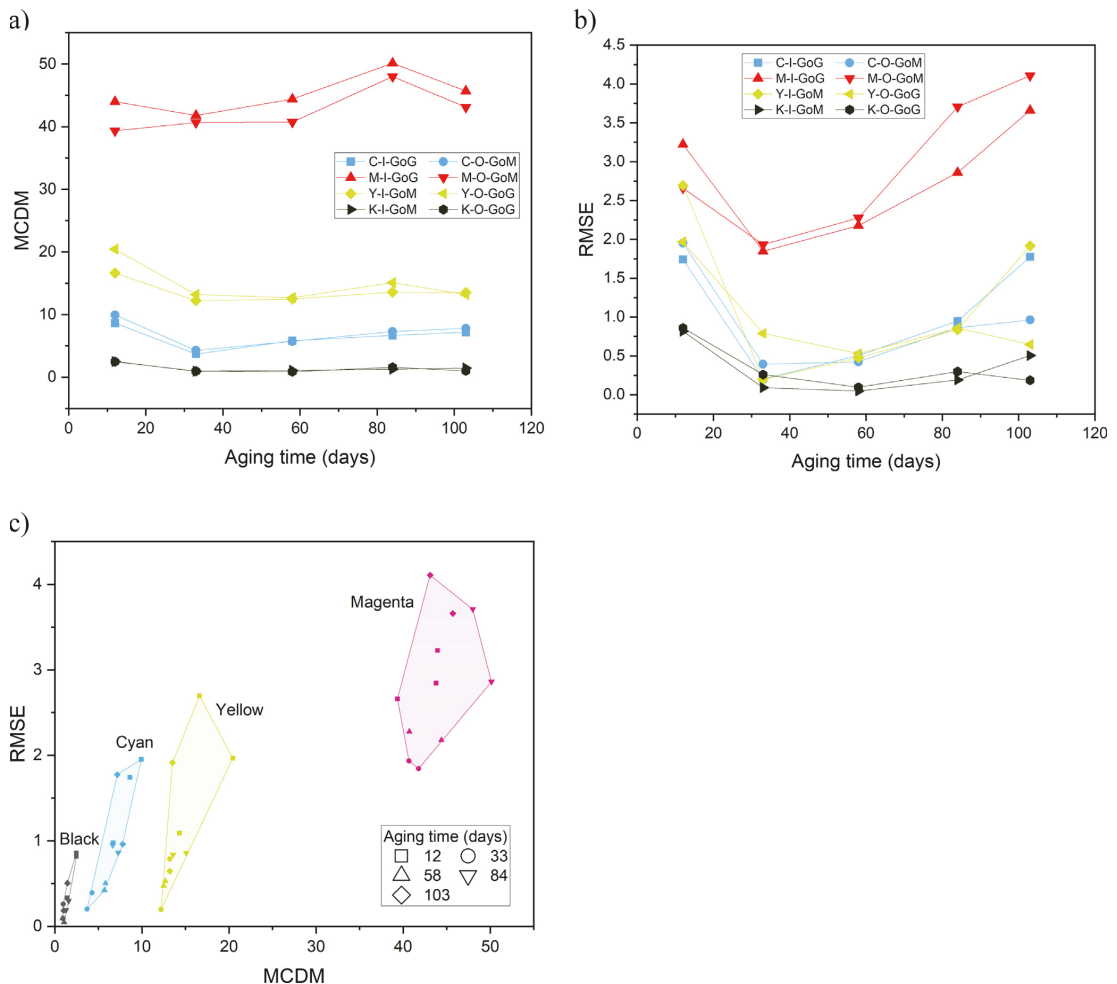 a)
50
40
30
20
10
0
MCDM
C-I-GoG C-O-GoM
M-I-GoG M-O-GoM
Y-I-GoM Y-O-GoG
K-I-GoM K-O-GoG
0 20 40 60 80 100 120
Aging time (days)
b)
4.5
4.0
3.5
3.0
2.5
2.0
1.5
1.0
0.5
0.0
RMSE
C-I-GoG C-O-GoM
M-I-GoG M-O-GoM
Y-I-GoM Y-O-GoG
K-I-GoM K-O-GoG
0 20 40 60 80 100 120
Aging time (days)
c)
4
3
2
1
0
RMSE
Magenta
Yellow
Cyan
Black
Aging time (days)
12 33
58 84
103
0 10 20 30 40 50
MCDM